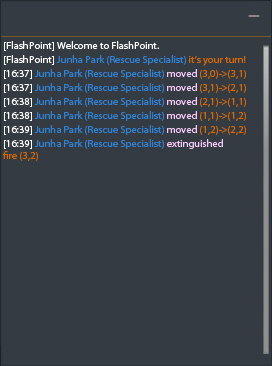 [FlashPoint] Welcome to FlashPoint.
[FlashPoint] Junha Park (Rescue Specialist) it's your turn!
[16:37] Junha Park (Rescue Specialist) moved (3,0)->(3,1)
[16:37] Junha Park (Rescue Specialist) moved (3,1)->(2,1)
[16:38] Junha Park (Rescue Specialist) moved (2,1)->(1,1)
[16:38] Junha Park (Rescue Specialist) moved (1,1)->(1,2)
[16:39] Junha Park (Rescue Specialist) moved (1,2)->(2,2)
[16:39] Junha Park (Rescue Specialist) extinguished
fire (3,2)